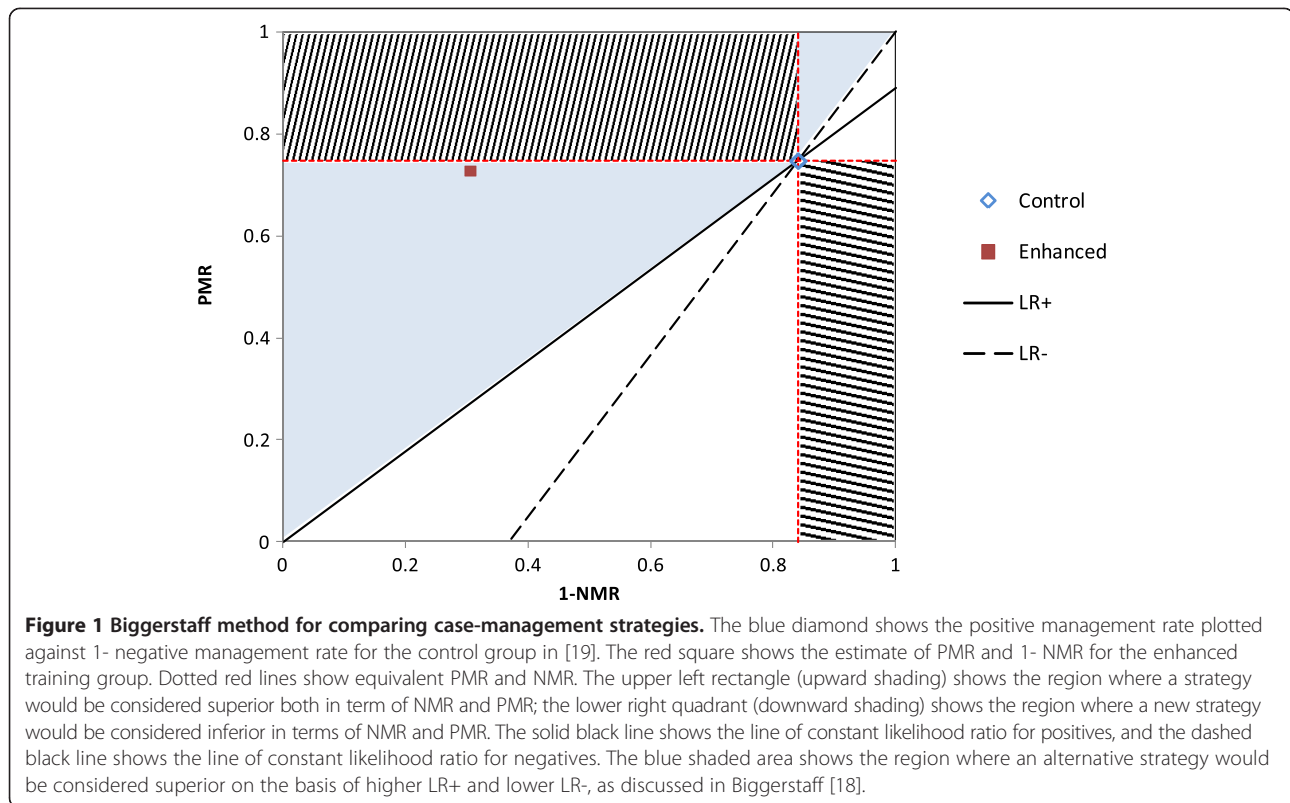 1
0.8
0.6
0.4
0.2
0
PMR
0
0.2
0.4
0.6
0.8
1
1-NMR
Control
Enhanced
LR+
LR-
Figure 1 Biggerstaff method for comparing case-management strategies. The blue diamond shows the positive management rate plotted
against 1- negative management rate for the control group in [19]. The red square shows the estimate of PMR and 1- NMR for the enhanced
training group. Dotted red lines show equivalent PMR and NMR. The upper left rectangle (upward shading) shows the region where a strategy
would be considered superior both in term of NMR and PMR; the lower right quadrant (downward shading) shows the region where a new strategy
would be considered inferior in terms of NMR and PMR. The solid black line shows the line of constant likelihood ratio for positives, and the dashed
black line shows the line of constant likelihood ratio for negatives. The blue shaded area shows the region where an alternative strategy would
be considered superior on the basis of higher LR+ and lower LR-, as discussed in Biggerstaff [18].